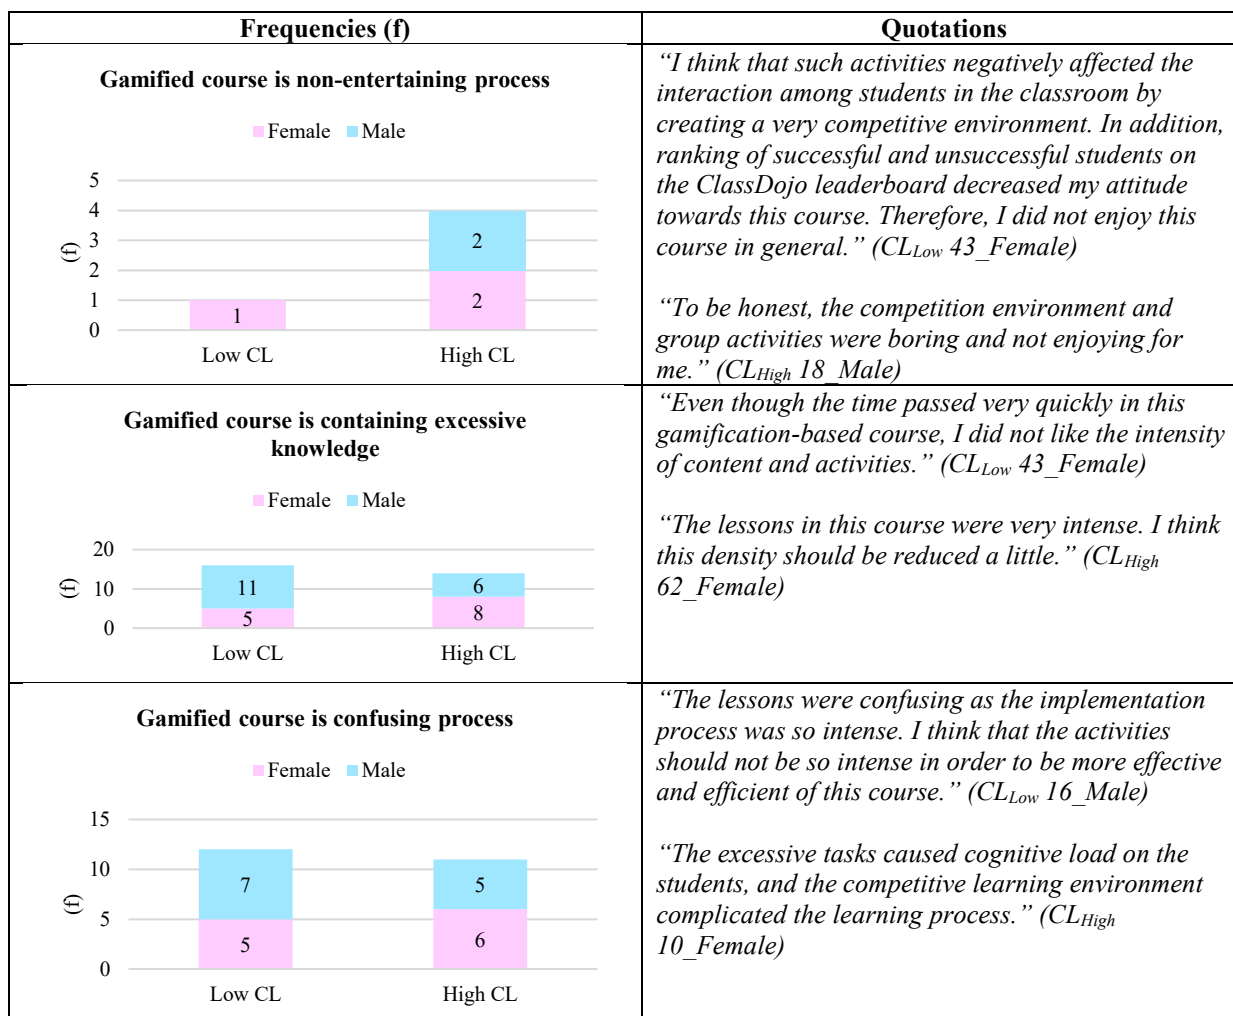 Frequencies (f)
Quotations
Gamified course is non-entertaining process
Female Male
5
4
3
2
1
0
(f)
1
2
2
Low CL
High CL
“I think that such activities negatively affected the
interaction among students in the classroom by
creating a very competitive environment. In addition,
ranking of successful and unsuccessful students on
the ClassDojo leaderboard decreased my attitude
towards this course. Therefore, I did not enjoy this
course in general.” (CLLow 43_Female)
“To be honest, the competition environment and
group activities were boring and not enjoying for
me.” (CLHigh 18_Male)
Gamified course is containing excessive
knowledge
Female Male
20
10
0
(f)
11
5
6
8
Low CL
High CL
“Even though the time passed very quickly in this
gamification-based course, I did not like the intensity
of content and activities.” (CLLow 43_Female)
“The lessons in this course were very intense. I think
this density should be reduced a little.” (CLHigh
62_Female)
Gamified course is confusing process
Female Male
15
10
5
0
(f)
7
5
5
6
Low CL
High CL
“The lessons were confusing as the implementation
process was so intense. I think that the activities
should not be so intense in order to be more effective
and efficient of this course.” (CLLow 16_Male)
“The excessive tasks caused cognitive load on the
students, and the competitive learning environment
complicated the learning process.” (CLHigh
10_Female)